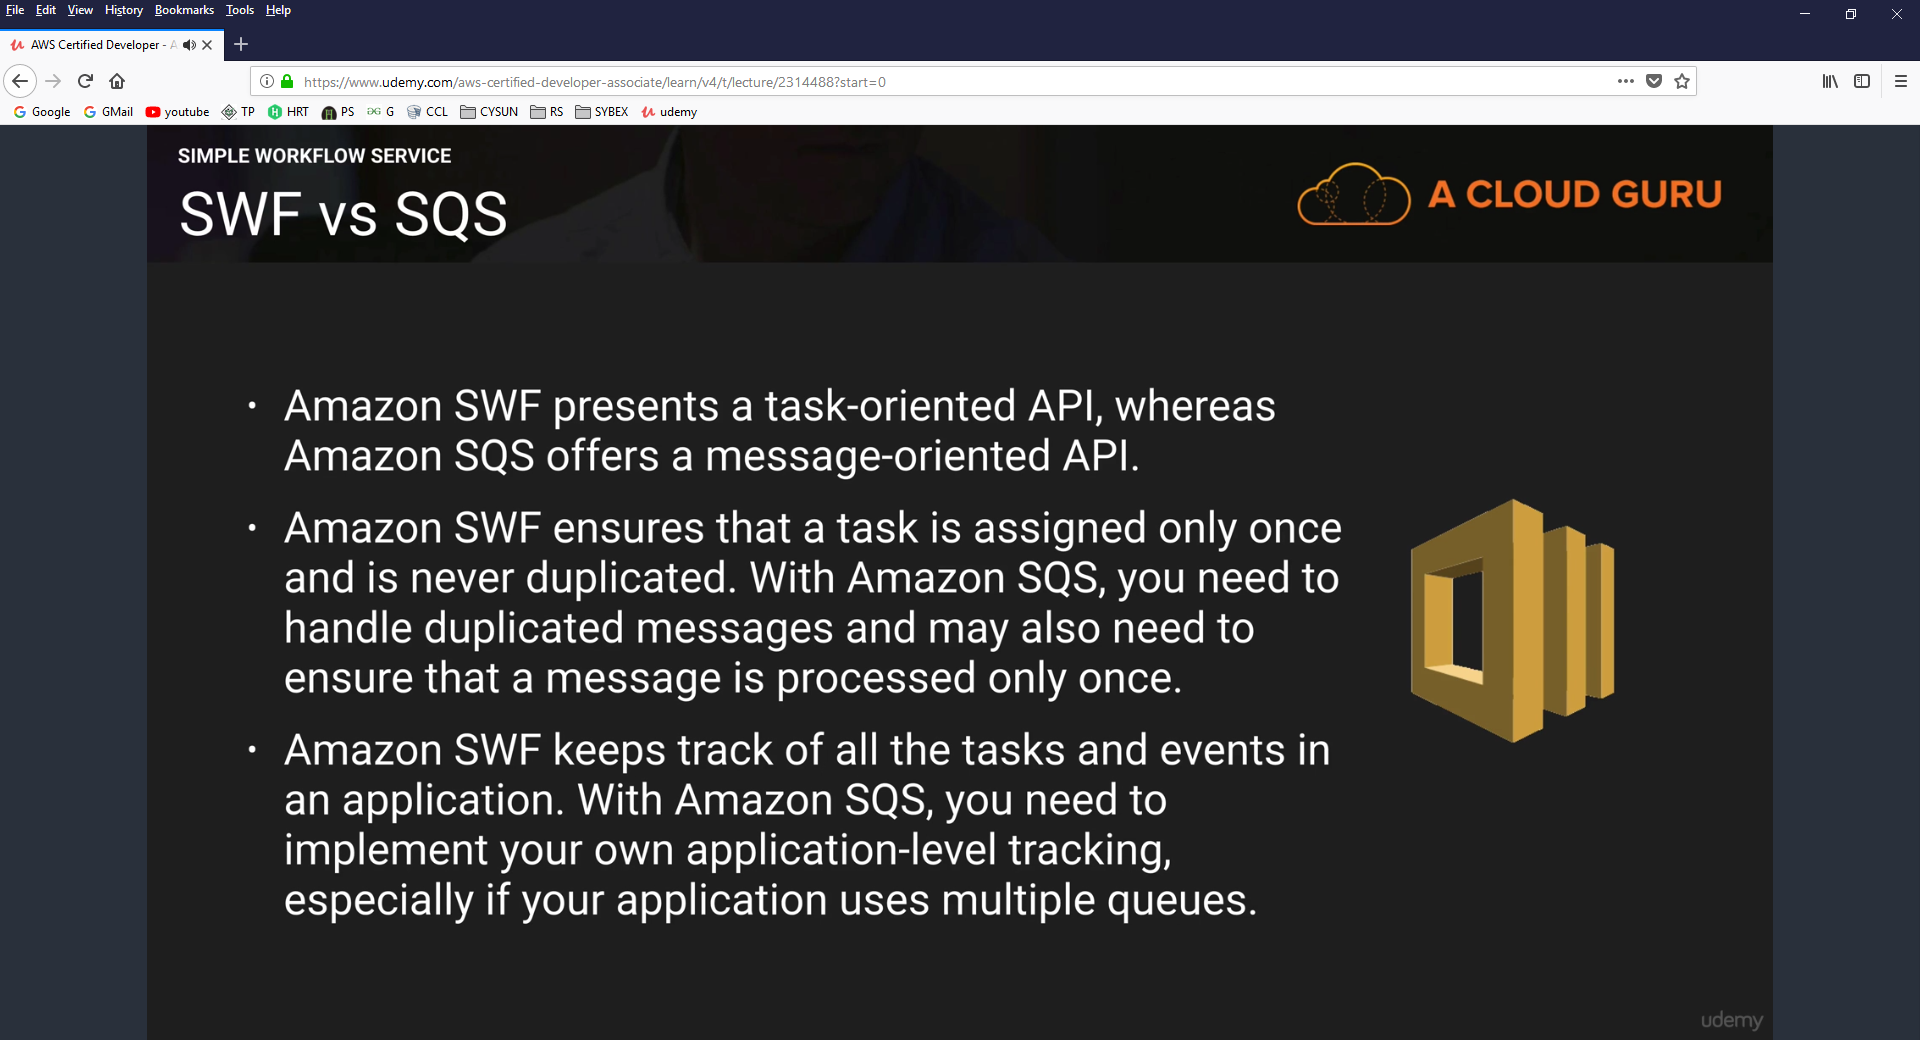 File Edit View History Bookmarks Tools Help
AWS Certified Developer - A
https://www.udemy.com/aws-certified-developer-associate/learn/v4/t/lecture/2314488?start=0
Google GMail youtube TP HRT PS G CCL CYSUN RS SYBEX udemy
SIMPLE WORKFLOW SERVICE
SWF vs SQS
A CLOUD GURU
• Amazon SWF presents a task-oriented API, whereas
Amazon SQS offers a message-oriented API.
• Amazon SWF ensures that a task is assigned only once
and is never duplicated. With Amazon SQS, you need to
handle duplicated messages and may also need to
ensure that a message is processed only once.
• Amazon SWF keeps track of all the tasks and events in
an application. With Amazon SQS, you need to
implement your own application-level tracking,
especially if your application uses multiple queues.
udemy